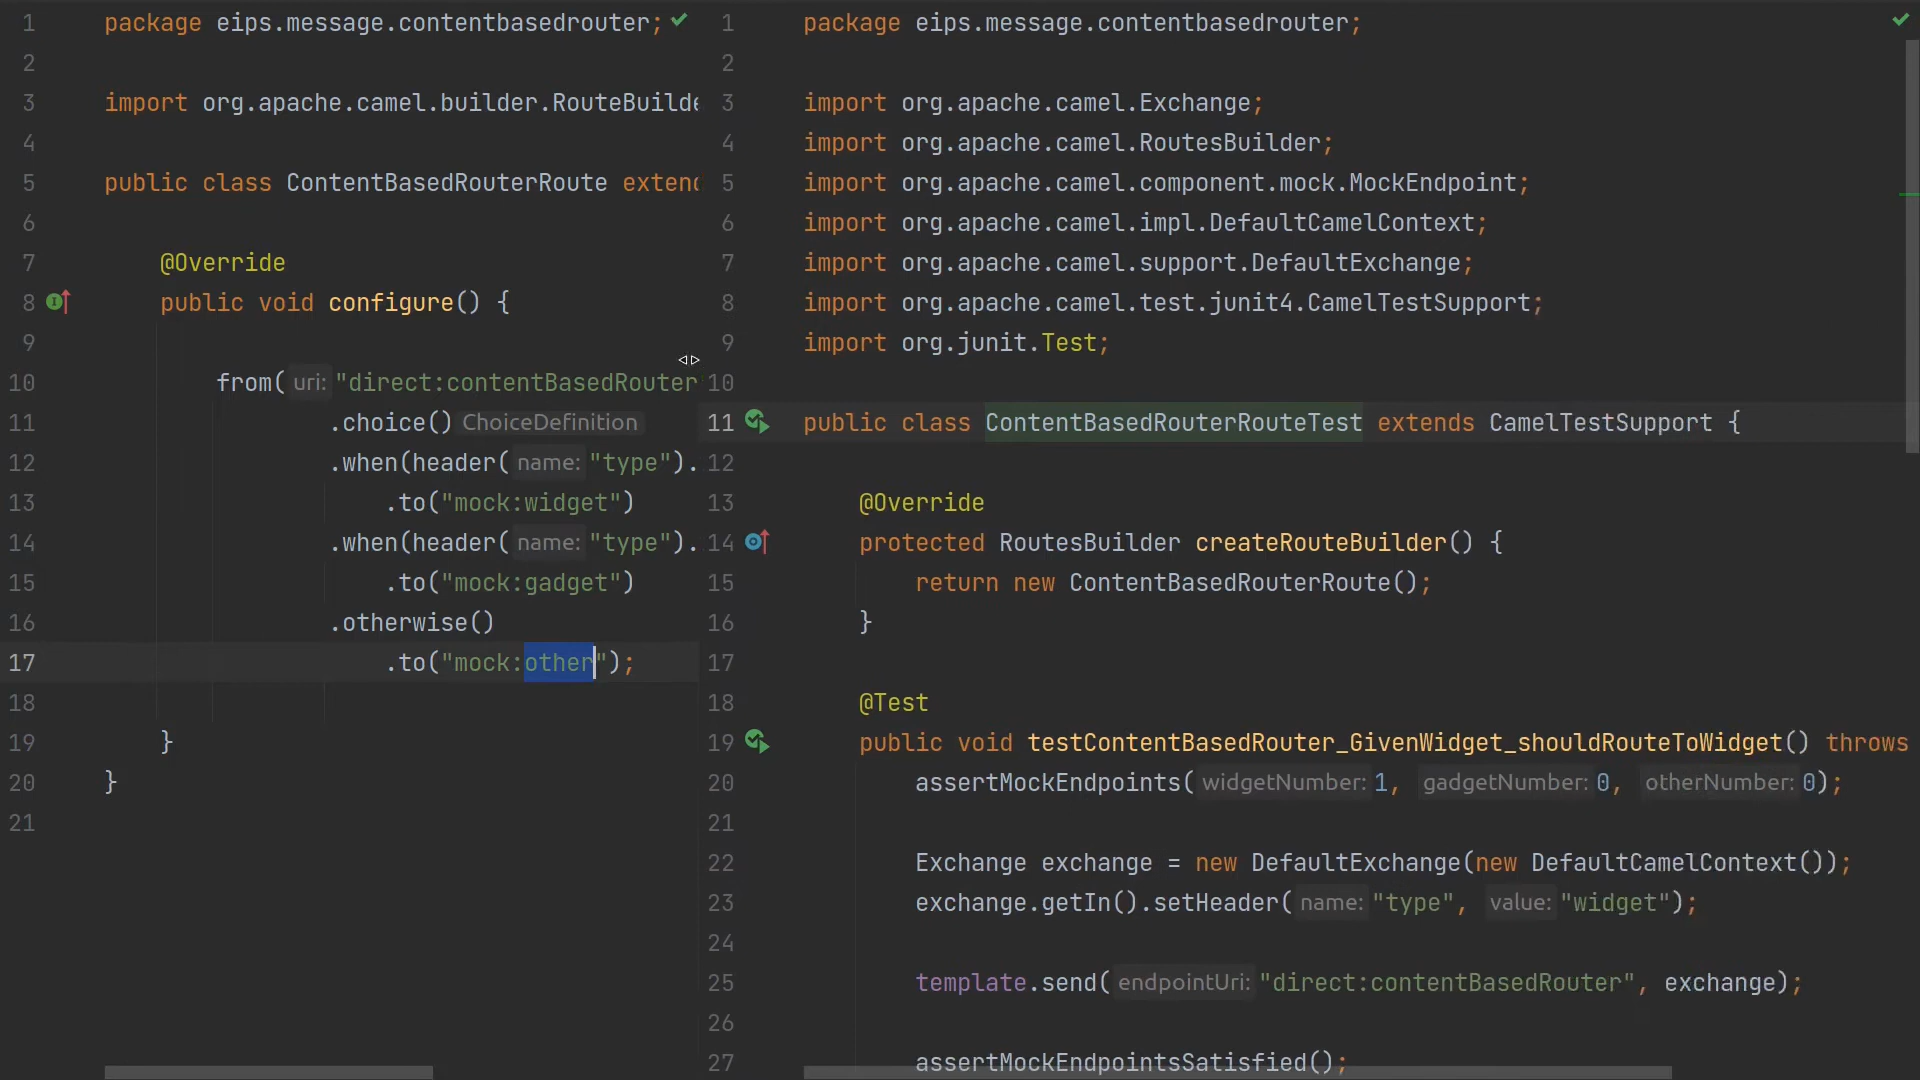 1 package eips.message.contentbasedrouter;
2
3 import org.apache.camel.builder.RouteBuilde
4
5 public class ContentBasedRouterRoute extend
6
7 @Override
8 public void configure() {
9
10 from( uri: "direct:contentBasedRouter
11 .choice() ChoiceDefinition
12 .when(header( name: "type").
13 .to("mock:widget")
14 .when(header( name: "type").
15 .to("mock:gadget")
16 .otherwise()
17 .to("mock:other");
18
19 }
20 }
21
1 package eips.message.contentbasedrouter;
2
3 import org.apache.camel.Exchange;
4 import org.apache.camel.RoutesBuilder;
5 import org.apache.camel.component.mock.MockEndpoint;
6 import org.apache.camel.impl.DefaultCamelContext;
7 import org.apache.camel.support.DefaultExchange;
8 import org.apache.camel.test.junit4.CamelTestSupport;
9 import org.junit.Test;
10
11 public class ContentBasedRouterRouteTest extends CamelTestSupport {
12
13 @Override
14 protected RoutesBuilder createRouteBuilder() {
15 return new ContentBasedRouterRoute();
16 }
17
18 @Test
19 public void testContentBasedRouter_GivenWidget_shouldRouteToWidget() throws
20 assertMockEndpoints( widgetNumber: 1, gadgetNumber: 0, otherNumber: 0);
21
22 Exchange exchange = new DefaultExchange(new DefaultCamelContext());
23 exchange.getIn().setHeader( name: "type", value: "widget");
24
25 template.send( endpointUri: "direct:contentBasedRouter", exchange);
26
27 assertMockEndpointsSatisfied();